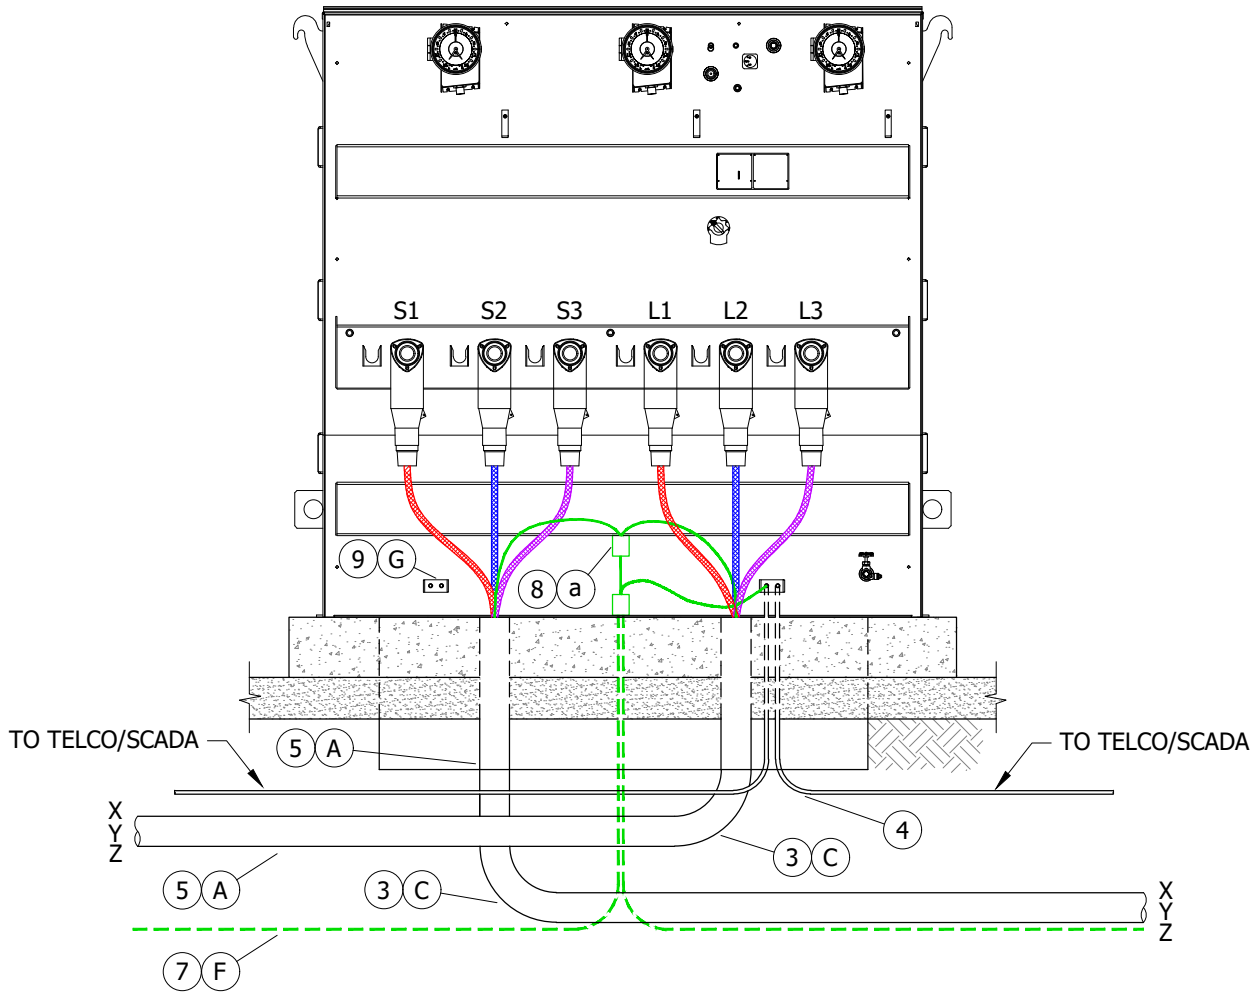 S1 S2 S3 L1 L2 L3
9 G
8 a
TO TELCO/SCADA
5 A
TO TELCO/SCADA
X
Y
Z
4
3 C
5 A
3 C
X
Y
Z
7 F